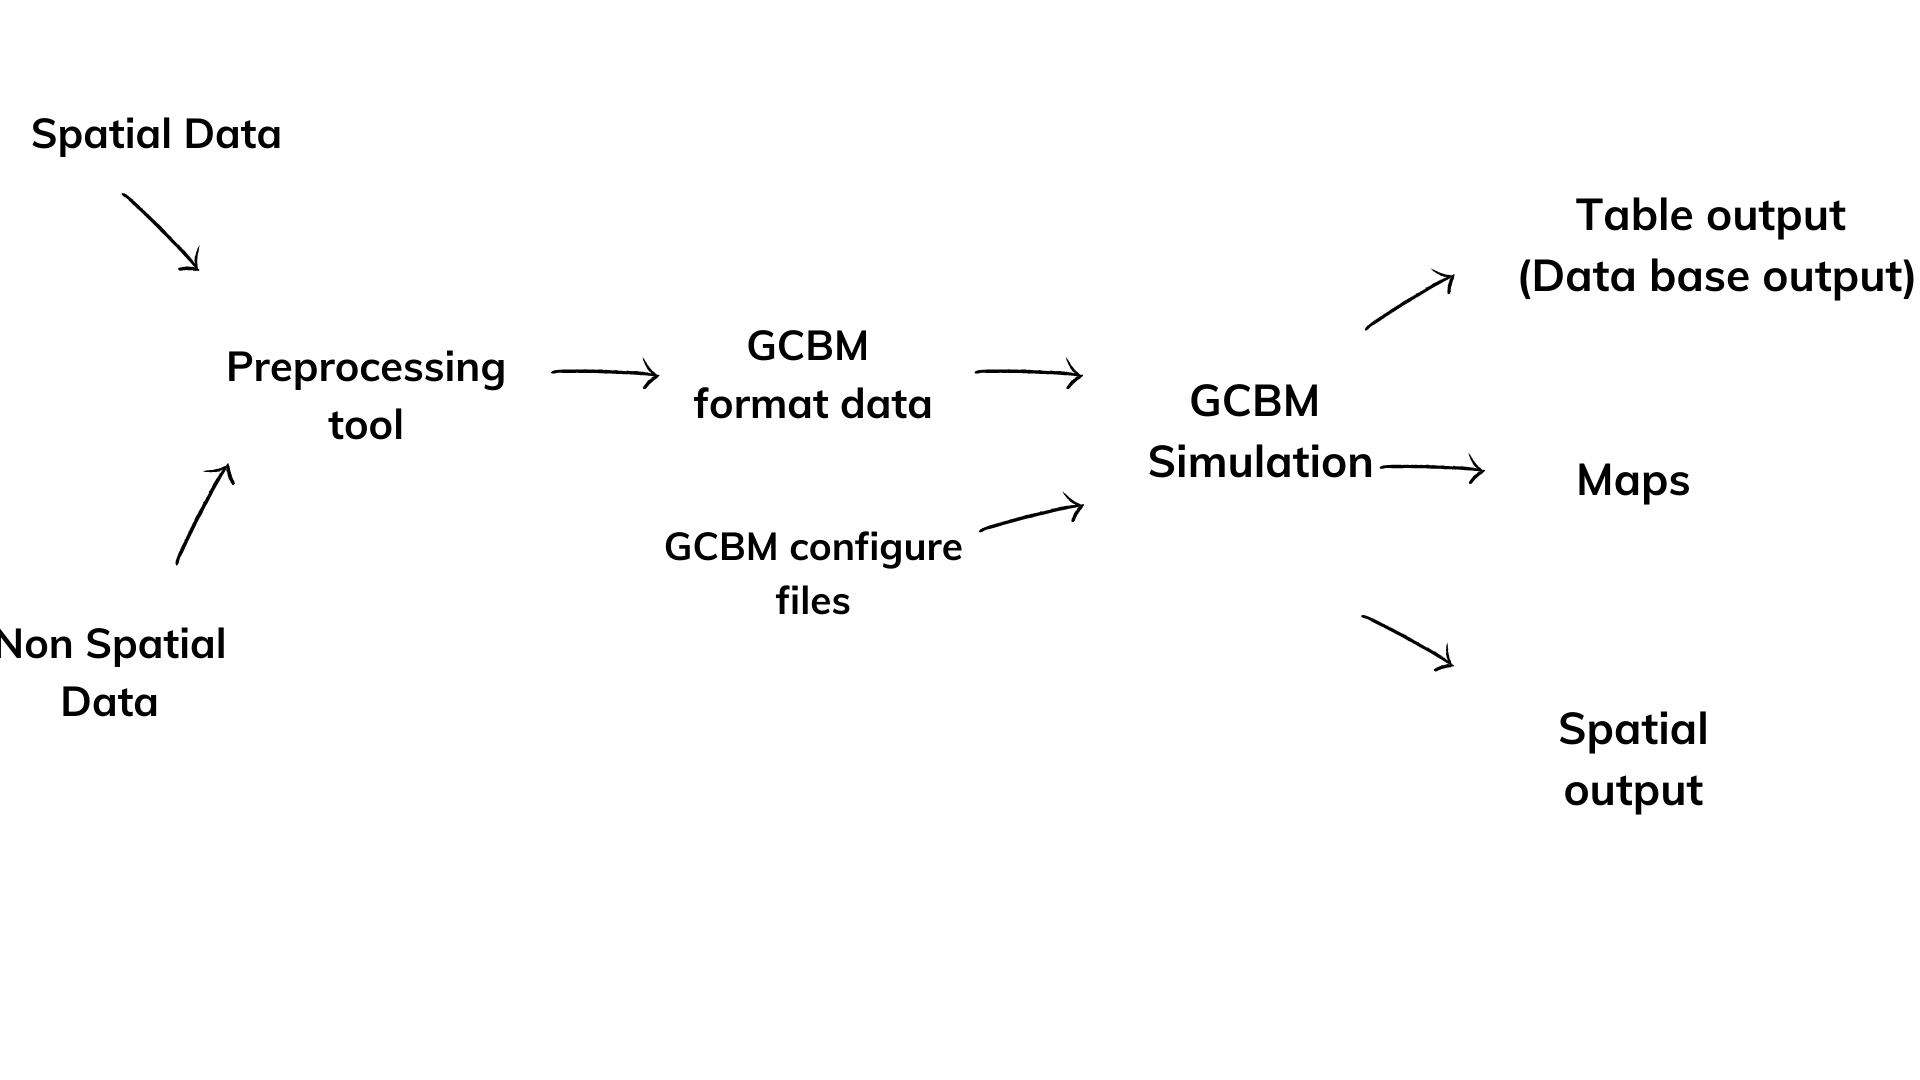 Spatial Data
Preprocessing
tool
Non Spatial
Data
GCBM
format data
GCBM configure
files
GCBM
Simulation
Table output
(Data base output)
Maps
Spatial
output